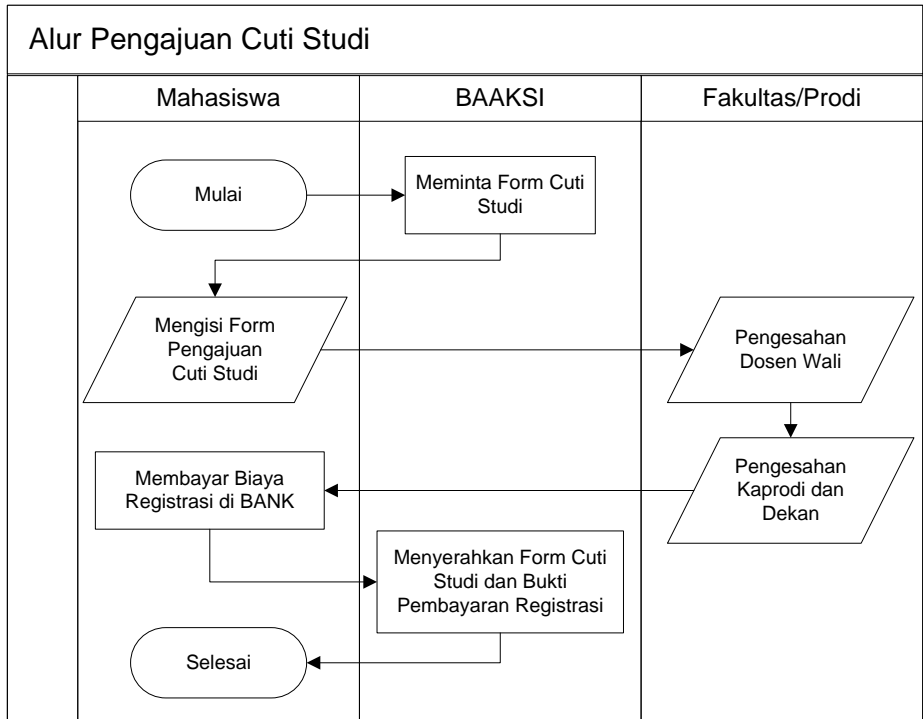 Alur Pengajuan Cuti Studi
Mahasiswa
BAAKSI
Fakultas/Prodi
Mulai
Meminta Form Cuti
Studi
Mengisi Form
Pengajuan
Cuti Studi
Pengesahan
Dosen Wali
Pengesahan
Kaprodi dan
Dekan
Membayar Biaya
Registrasi di BANK
Menyerahkan Form Cuti
Studi dan Bukti
Pembayaran Registrasi
Selesai